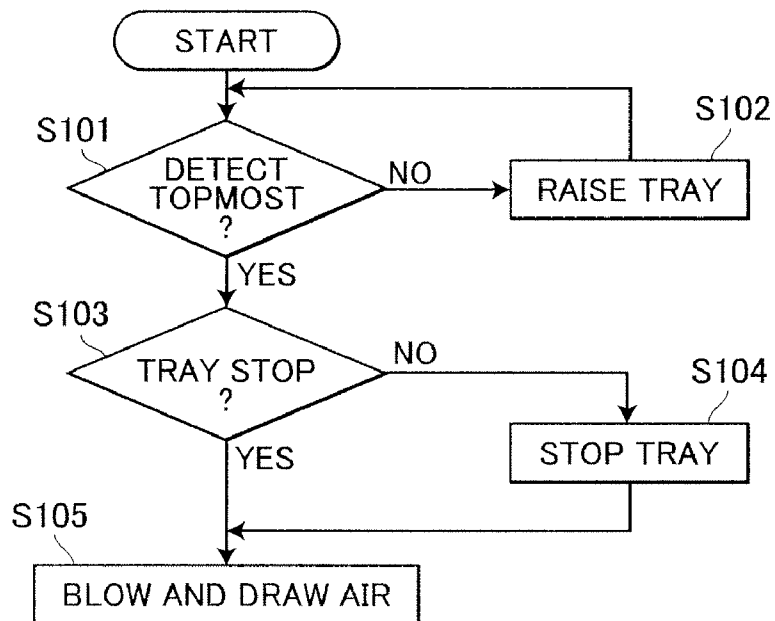 START
S101
DETECT
TOPMOST
?
NO
S102
RAISE TRAY
YES
S103
TRAY STOP
?
NO
S104
STOP TRAY
YES
S105
BLOW AND DRAW AIR